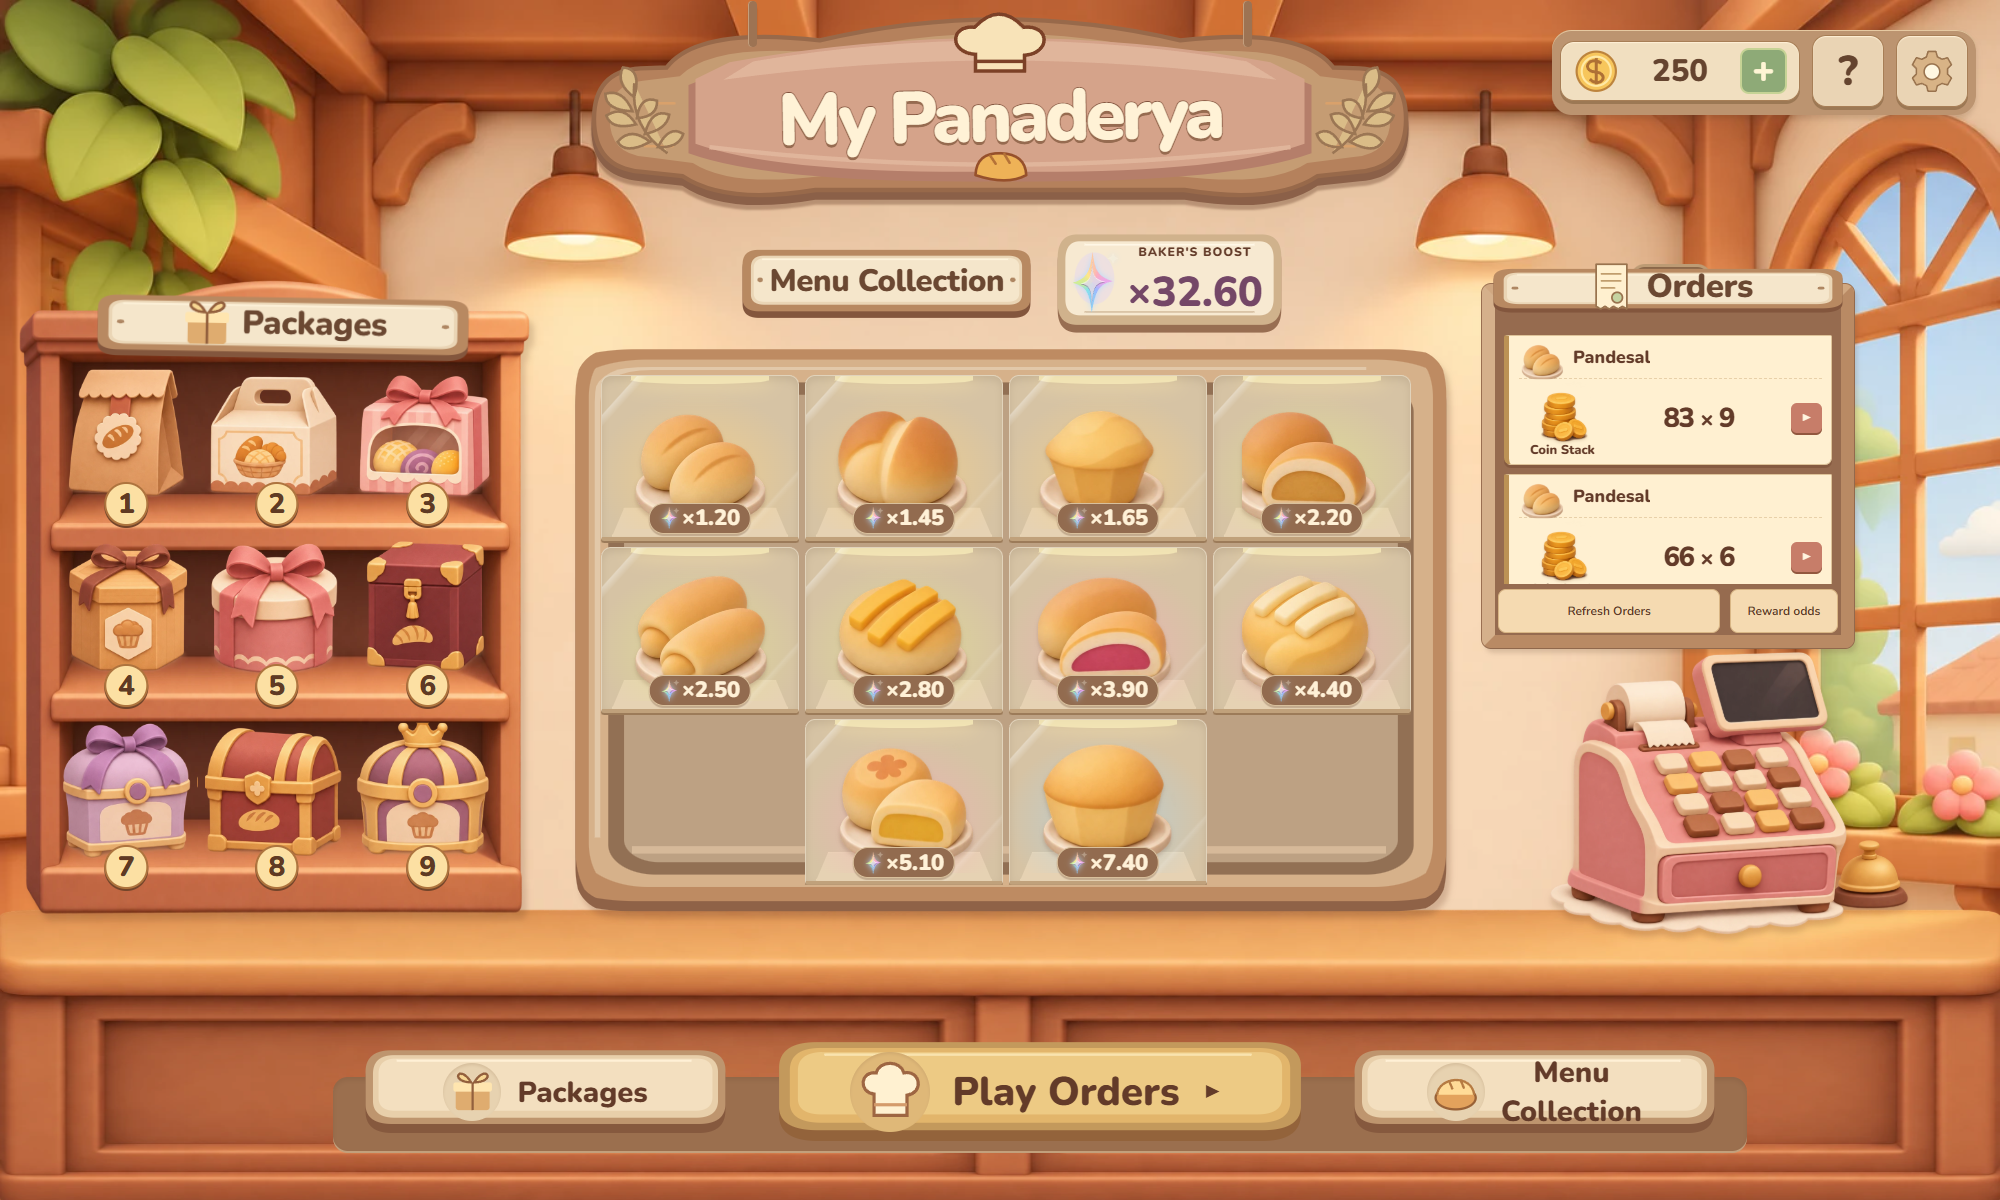 My Panaderya
$ 250 + ?
Menu Collection
BAKER'S BOOST
×32.60
Packages
1 2 3
4 5 6
7 8 9
×1.20 ×1.45 ×1.65 ×2.20
×2.50 ×2.80 ×3.90 ×4.40
×5.10 ×7.40
Orders
Pandesal
83 × 9
Coin Stack
Pandesal
66 × 6
Refresh Orders
Reward odds
Packages
Play Orders
Menu
Collection